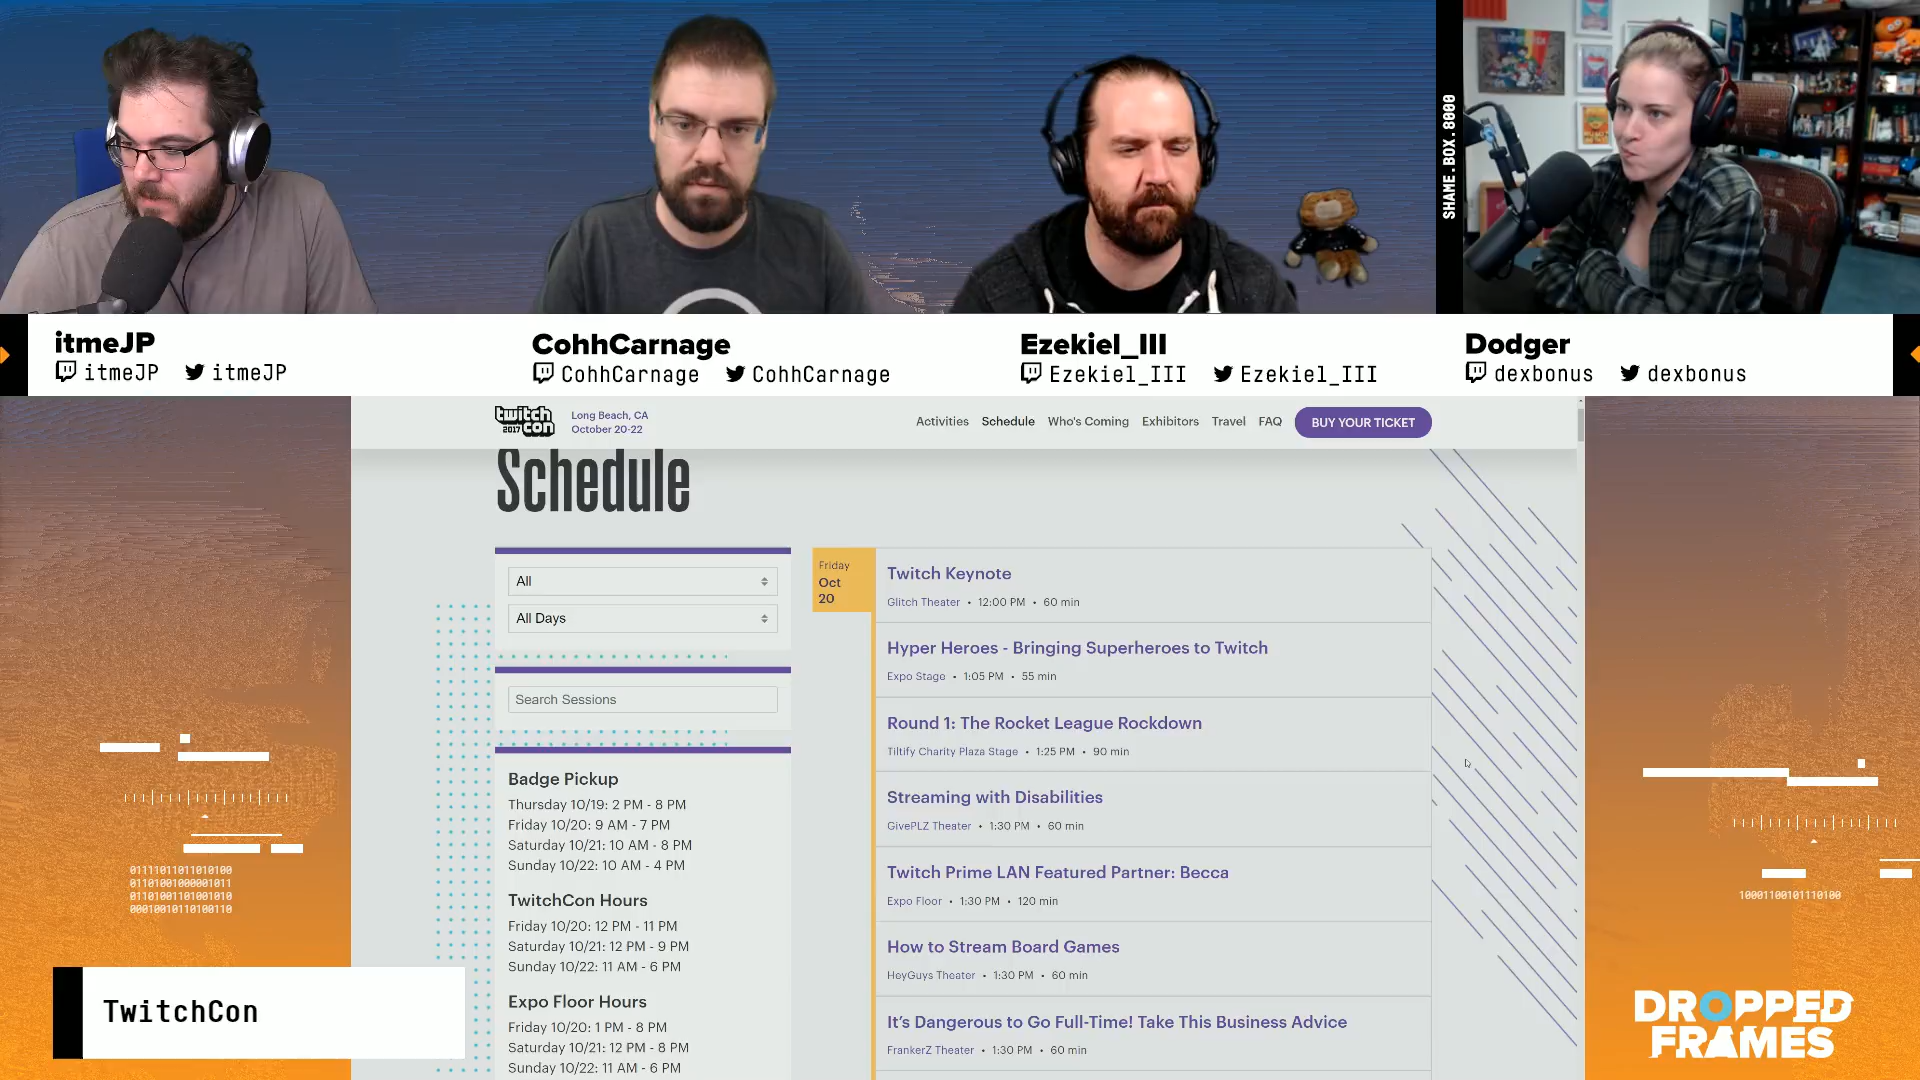 SHAME.BOX.8000
itmeJP
itmeJP itmeJP
CohhCarnage
CohhCarnage CohhCarnage
Ezekiel_III
Ezekiel_III Ezekiel_III
Dodger
dexbonus dexbonus
twitch con 2017
Long Beach, CA
October 20-22
Activities Schedule Who's Coming Exhibitors Travel FAQ BUY YOUR TICKET
Schedule
All
All Days
Search Sessions
Badge Pickup
Thursday 10/19: 2 PM - 8 PM
Friday 10/20: 9 AM - 7 PM
Saturday 10/21: 10 AM - 8 PM
Sunday 10/22: 10 AM - 4 PM
TwitchCon Hours
Friday 10/20: 12 PM - 11 PM
Saturday 10/21: 12 PM - 9 PM
Sunday 10/22: 11 AM - 6 PM
Expo Floor Hours
Friday 10/20: 1 PM - 8 PM
Saturday 10/21: 12 PM - 8 PM
Sunday 10/22: 11 AM - 6 PM
Friday
Oct
20
Twitch Keynote
Glitch Theater • 12:00 PM • 60 min
Hyper Heroes - Bringing Superheroes to Twitch
Expo Stage • 1:05 PM • 55 min
Round 1: The Rocket League Rockdown
Tiltify Charity Plaza Stage • 1:25 PM • 90 min
Streaming with Disabilities
GivePLZ Theater • 1:30 PM • 60 min
Twitch Prime LAN Featured Partner: Becca
Expo Floor • 1:30 PM • 120 min
How to Stream Board Games
HeyGuys Theater • 1:30 PM • 60 min
It's Dangerous to Go Full-Time! Take This Business Advice
FrankerZ Theater • 1:30 PM • 60 min
01111011011010100
01101001000001011
01101001101001010
00010010110100110
10001100101110100
TwitchCon
DROPPED
FRAMES